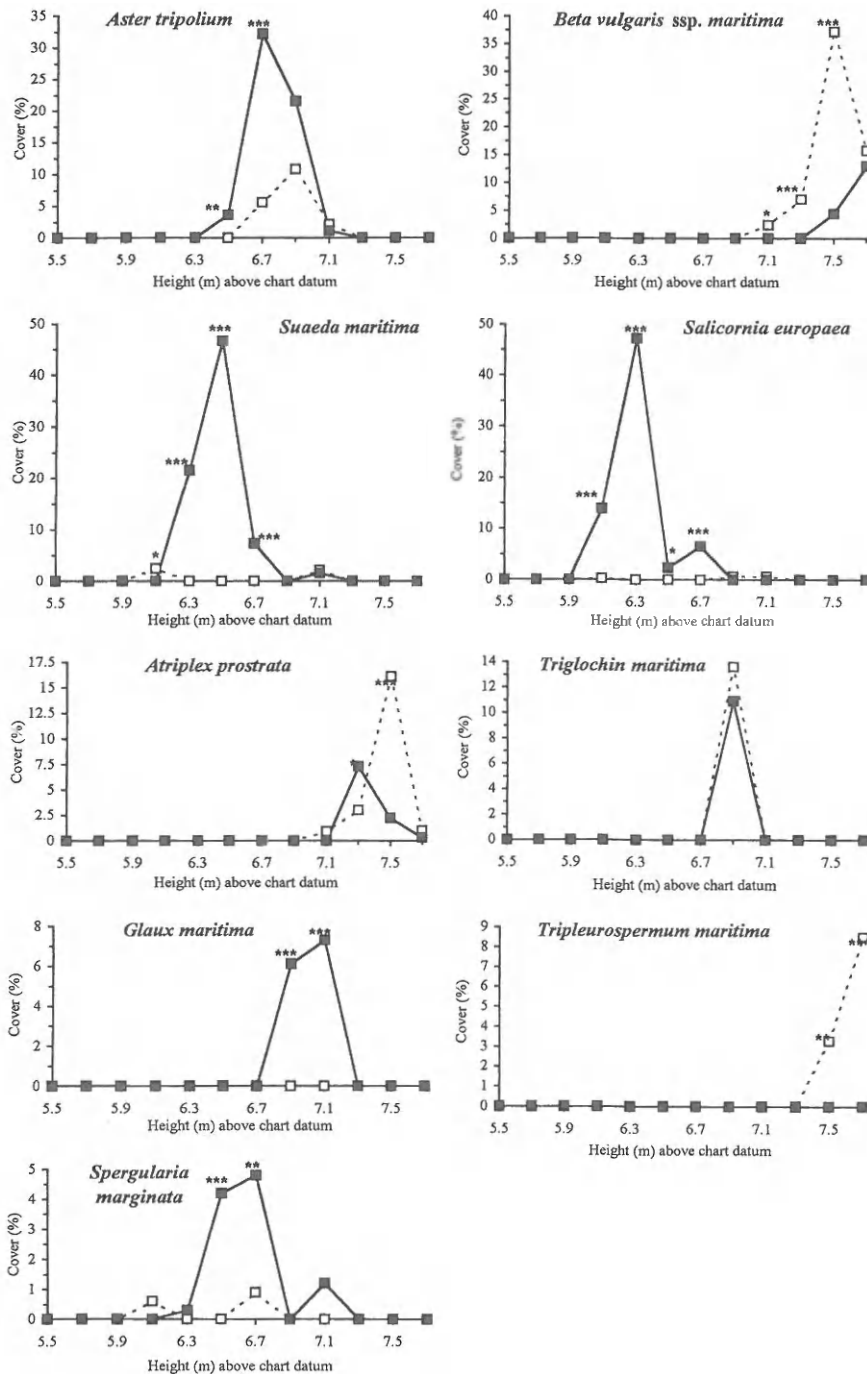 Aster tripolium
***
**
35
30
25
20
15
10
5
0
Cover (%)
5.5 5.9 6.3 6.7 7.1 7.5
Height (m) above chart datum
Beta vulgaris ssp. maritima
***
***
*
40
35
30
25
20
15
10
5
0
Cover (%)
5.5 5.9 6.3 6.7 7.1 7.5
Height (m) above chart datum
Suaeda maritima
***
***
***
*
50
40
30
20
10
0
Cover (%)
5.5 5.9 6.3 6.7 7.1 7.5
Height (m) above chart datum
Salicornia europaea
***
***
***
*
50
40
30
20
10
0
Cover (%)
5.5 5.9 6.3 6.7 7.1 7.5
Height (m) above chart datum
Atriplex prostrata
***
*
17.5
15
12.5
10
7.5
5
2.5
0
Cover (%)
5.5 5.9 6.3 6.7 7.1 7.5
Height (m) above chart datum
Triglochin maritima
14
12
10
8
6
4
2
0
Cover (%)
5.5 5.9 6.3 6.7 7.1 7.5
Height (m) above chart datum
Glaux maritima
***
***
8
6
4
2
0
Cover (%)
5.5 5.9 6.3 6.7 7.1 7.5
Height (m) above chart datum
Tripleurospermum maritima
***
**
9
8
7
6
5
4
3
2
1
0
Cover (%)
5.5 5.9 6.3 6.7 7.1 7.5
Height (m) above chart datum
Spergularia
marginata
***
**
5
4
3
2
1
0
Cover (%)
5.5 5.9 6.3 6.7 7.1 7.5
Height (m) above chart datum